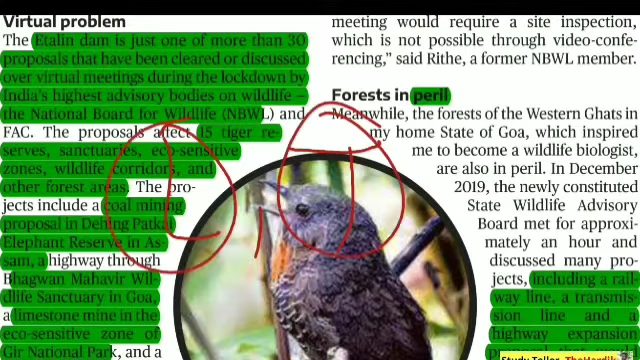 Virtual problem
The Etalin dam is just one of more than 30
proposals that have been cleared or discussed
over virtual meetings during the lockdown by
India's highest advisory bodies on wildlife –
the National Board for Wildlife (NBWL) and
FAC. The proposals affect 15 tiger re-
serves, sanctuaries, eco-sensitive
zones, wildlife corridors, and
other forest areas. The pro-
jects include a coal mining
proposal in Dehing Patkai
Elephant Reserve in As-
sam, a highway through
Bhagwan Mahavir Wil-
dlife Sanctuary in Goa,
a limestone mine in the
eco-sensitive zone of
Gir National Park, and a
meeting would require a site inspection,
which is not possible through video-confe-
rencing," said Rithe, a former NBWL member.
Forests in peril
Meanwhile, the forests of the Western Ghats in
my home State of Goa, which inspired
me to become a wildlife biologist,
are also in peril. In December
2019, the newly constituted
State Wildlife Advisory
Board met for approxi-
mately an hour and
discussed many pro-
jects, including a rail-
way line, a transmis-
sion line and a
highway expansion